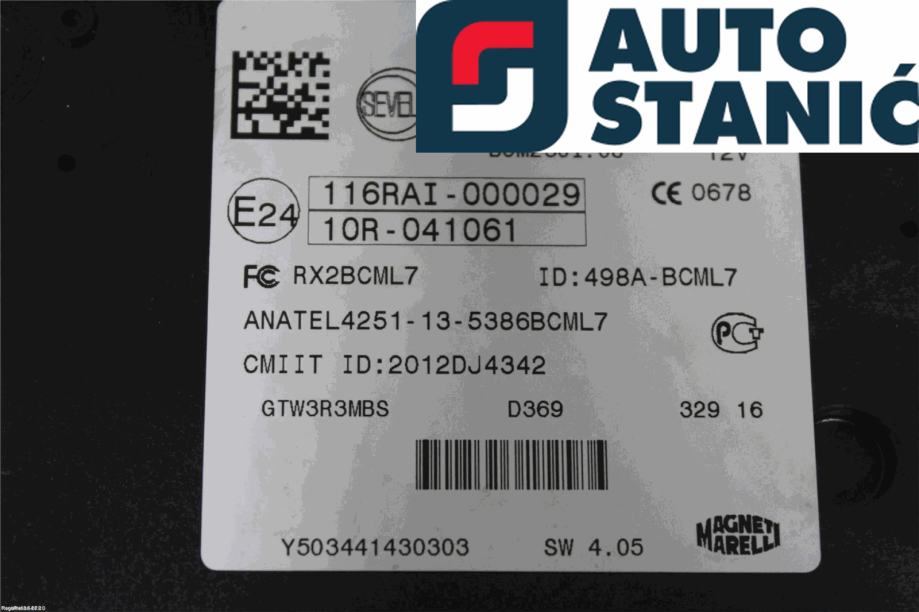 AUTO
STANIĆ
SEVEL
12V
E24
116RAI-000029
10R-041061
CE 0678
FC RX2BCML7 ID:498A-BCML7
ANATEL4251-13-5386BCML7
CMIIT ID:2012DJ4342
GTW3R3MBS D369 329 16
Y503441430303 SW 4.05
MAGNETI
MARELLI